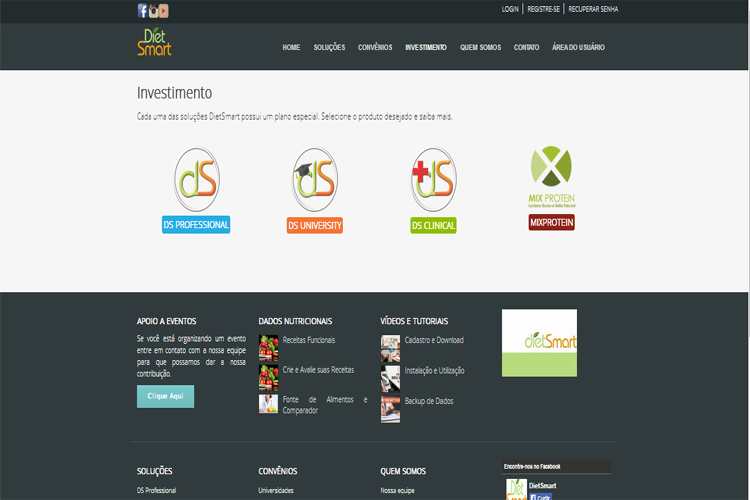 LOGIN | REGISTRE-SE | RECUPERAR SENHA
Diet
Smart
HOME SOLUÇÕES CONVÊNIOS INVESTIMENTO QUEM SOMOS CONTATO ÁREA DO USUÁRIO
Investimento
Cada uma das soluções DietSmart possui um plano especial. Selecione o produto desejado e saiba mais.
dS
dS
dS
MIX PROTEIN
DS PROFESSIONAL
DS UNIVERSITY
DS CLINICAL
MIXPROTEIN
APOIO A EVENTOS
Se você está organizando um evento
entre em contato com a nossa equipe
para que possamos dar a nossa
contribuição.
Clique Aqui
DADOS NUTRICIONAIS
Receitas Funcionais
Crie e Avalie suas Receitas
Fonte de Alimentos e
Comparador
VÍDEOS E TUTORIAIS
Cadastro e Download
Instalação e Utilização
Backup de Dados
dietSmart
SOLUÇÕES
DS Professional
CONVÊNIOS
Universidades
QUEM SOMOS
Nossa equipe
Encontre-nos no Facebook
DietSmart
Curtir